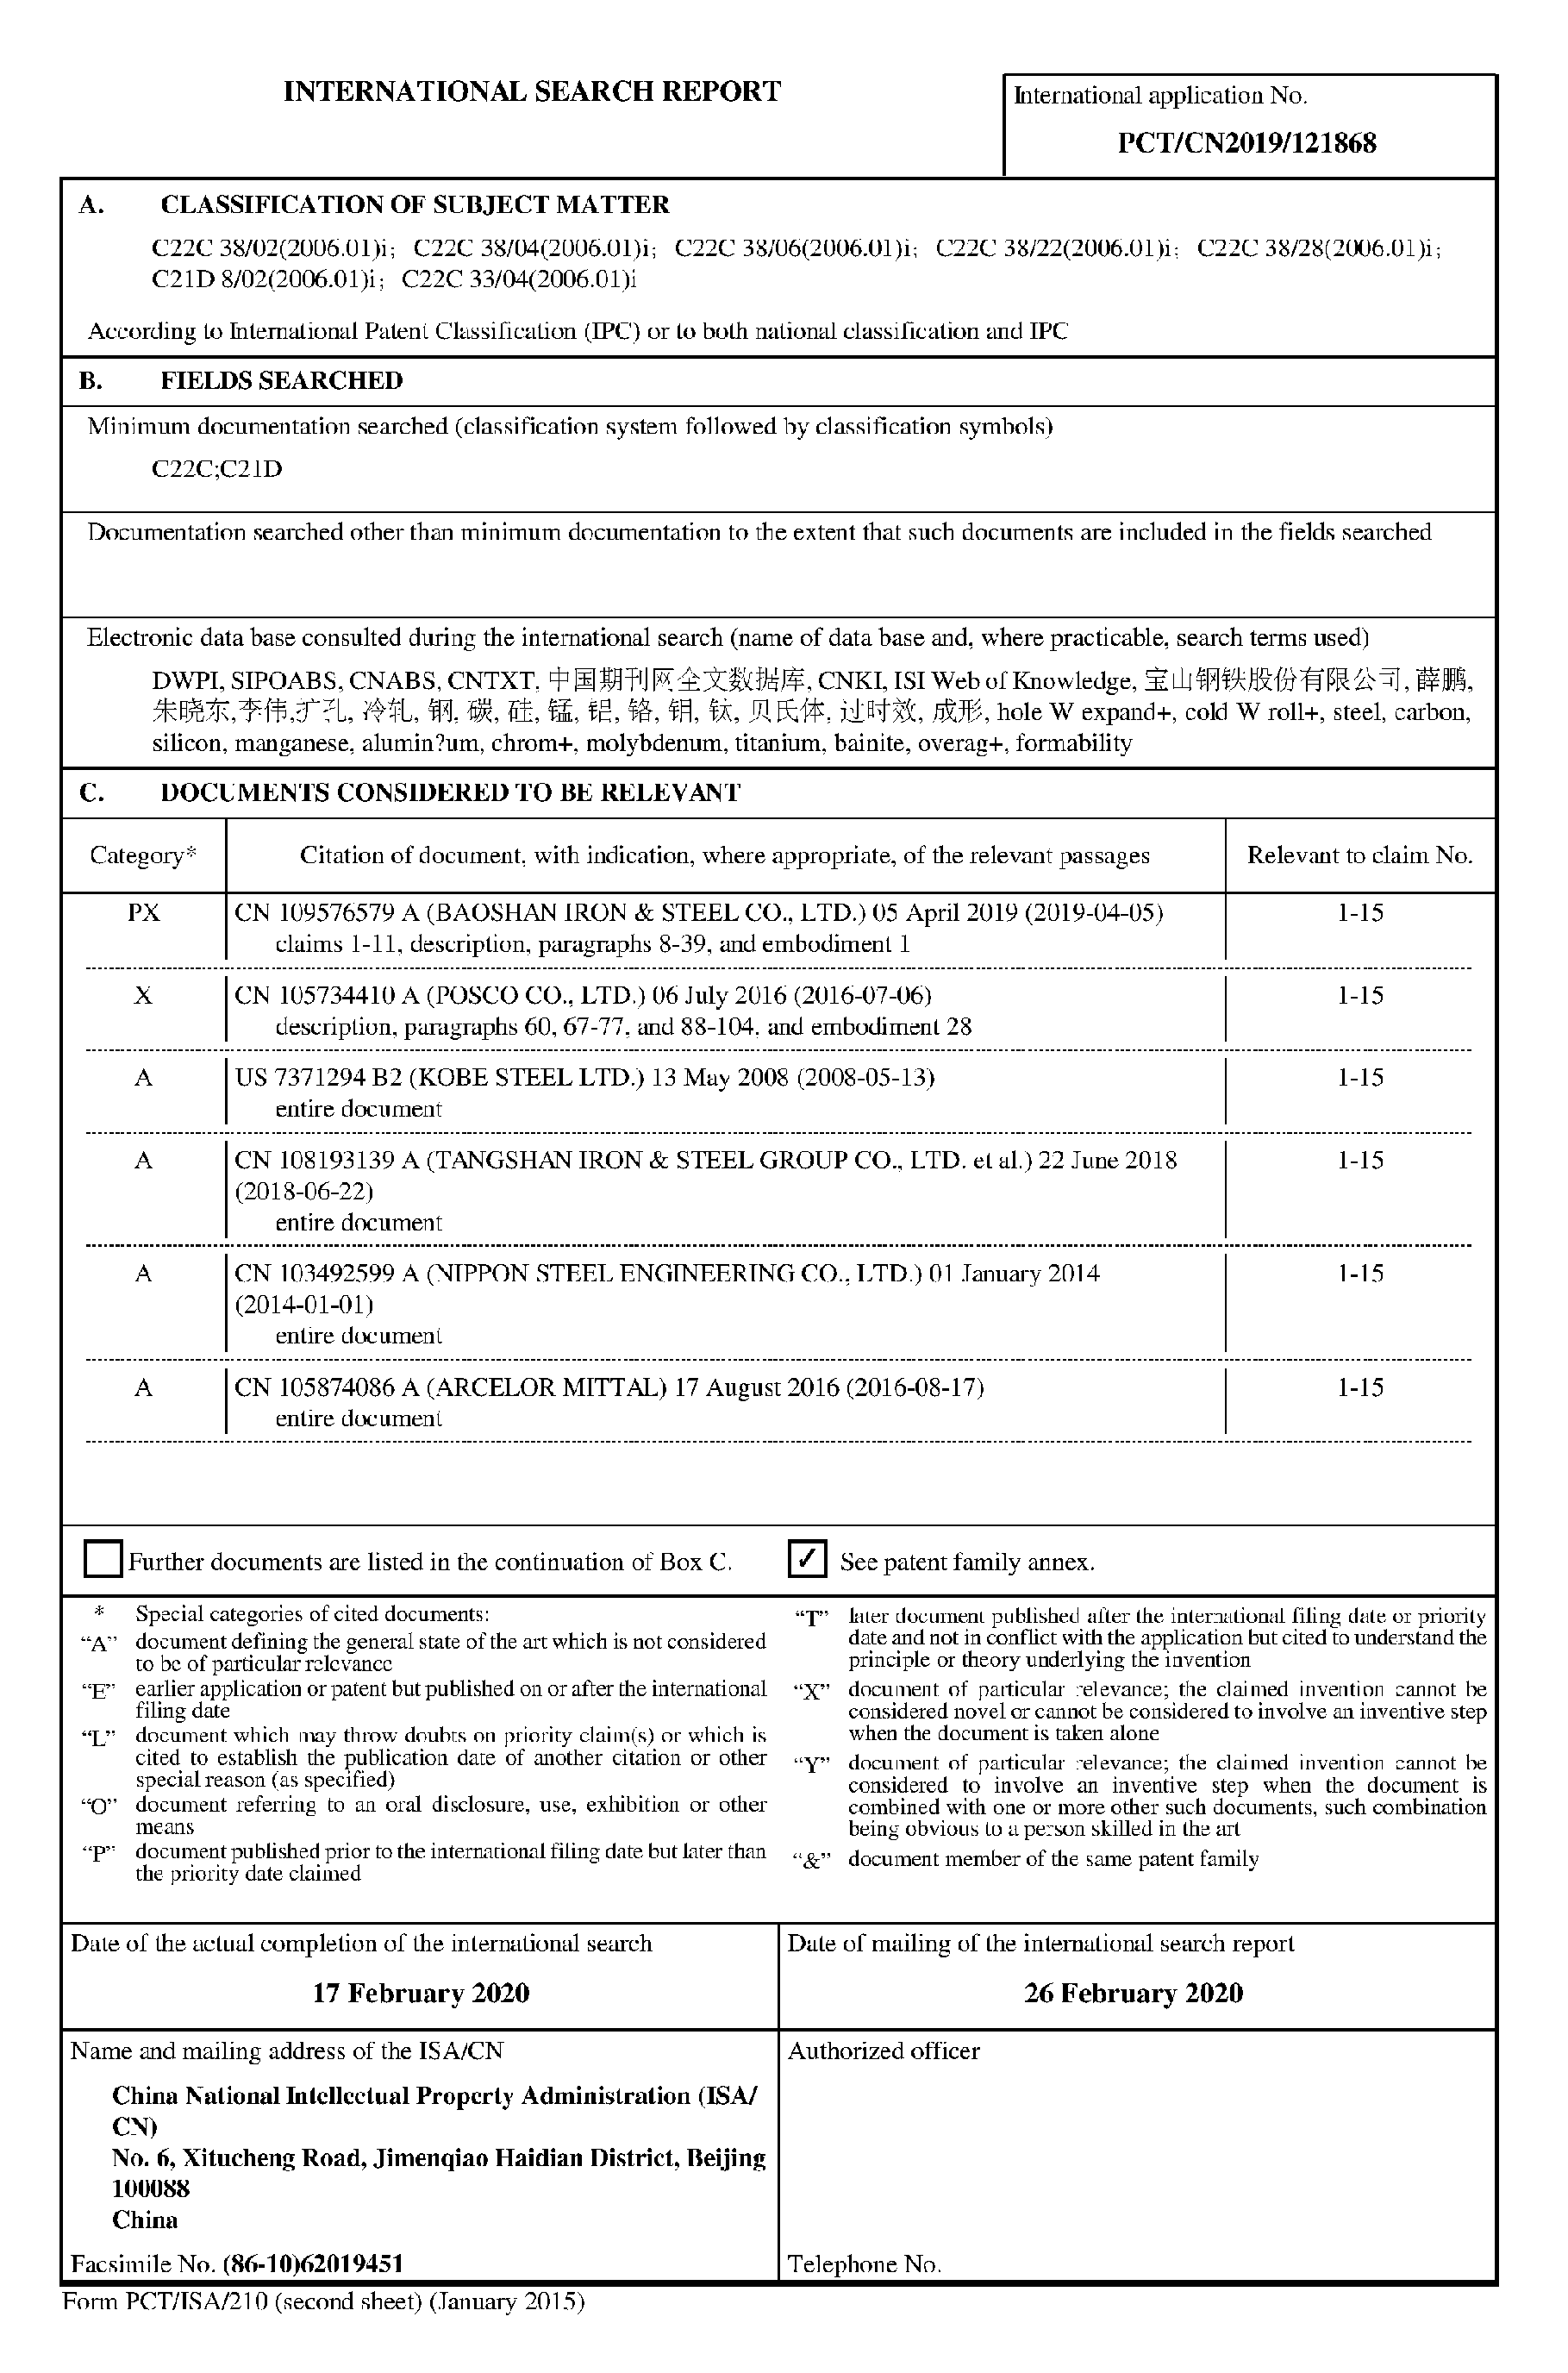 INTERNATIONAL SEARCH REPORT
International application No.
PCT/CN2019/121868
A. CLASSIFICATION OF SUBJECT MATTER
C22C 38/02(2006.01)i; C22C 38/04(2006.01)i; C22C 38/06(2006.01)i; C22C 38/22(2006.01)i; C22C 38/28(2006.01)i;
C21D 8/02(2006.01)i; C22C 33/04(2006.01)i
According to International Patent Classification (IPC) or to both national classification and IPC
B. FIELDS SEARCHED
Minimum documentation searched (classification system followed by classification symbols)
C22C;C21D
Documentation searched other than minimum documentation to the extent that such documents are included in the fields searched
Electronic data base consulted during the international search (name of data base and, where practicable, search terms used)
DWPI, SIPOABS, CNABS, CNTXT, 中国期刊网全文数据库, CNKI, ISI Web of Knowledge, 宝山钢铁股份有限公司, 薛鹏,
朱晓东,李伟,扩孔, 冷轧, 钢, 碳, 硅, 锰, 铝, 铬, 钼, 钛, 贝氏体, 过时效, 成形, hole W expand+, cold W roll+, steel, carbon,
silicon, manganese, alumin?um, chrom+, molybdenum, titanium, bainite, overag+, formability
C. DOCUMENTS CONSIDERED TO BE RELEVANT
Category* Citation of document, with indication, where appropriate, of the relevant passages Relevant to claim No.
PX CN 109576579 A (BAOSHAN IRON & STEEL CO., LTD.) 05 April 2019 (2019-04-05) 1-15
claims 1-11, description, paragraphs 8-39, and embodiment 1
X CN 105734410 A (POSCO CO., LTD.) 06 July 2016 (2016-07-06) 1-15
description, paragraphs 60, 67-77, and 88-104, and embodiment 28
A US 7371294 B2 (KOBE STEEL LTD.) 13 May 2008 (2008-05-13) 1-15
entire document
A CN 108193139 A (TANGSHAN IRON & STEEL GROUP CO., LTD. et al.) 22 June 2018 1-15
(2018-06-22)
entire document
A CN 103492599 A (NIPPON STEEL ENGINEERING CO., LTD.) 01 January 2014 1-15
(2014-01-01)
entire document
A CN 105874086 A (ARCELOR MITTAL) 17 August 2016 (2016-08-17) 1-15
entire document
Further documents are listed in the continuation of Box C. ✓ See patent family annex.
* Special categories of cited documents:
“A” document defining the general state of the art which is not considered
to be of particular relevance
“E” earlier application or patent but published on or after the international
filing date
“L” document which may throw doubts on priority claim(s) or which is
cited to establish the publication date of another citation or other
special reason (as specified)
“O” document referring to an oral disclosure, use, exhibition or other
means
“P” document published prior to the international filing date but later than
the priority date claimed
“T” later document published after the international filing date or priority
date and not in conflict with the application but cited to understand the
principle or theory underlying the invention
“X” document of particular relevance; the claimed invention cannot be
considered novel or cannot be considered to involve an inventive step
when the document is taken alone
“Y” document of particular relevance; the claimed invention cannot be
considered to involve an inventive step when the document is
combined with one or more other such documents, such combination
being obvious to a person skilled in the art
“&” document member of the same patent family
Date of the actual completion of the international search
17 February 2020
Date of mailing of the international search report
26 February 2020
Name and mailing address of the ISA/CN
China National Intellectual Property Administration (ISA/
CN)
No. 6, Xitucheng Road, Jimenqiao Haidian District, Beijing
100088
China
Facsimile No. (86-10)62019451
Authorized officer
Telephone No.
Form PCT/ISA/210 (second sheet) (January 2015)